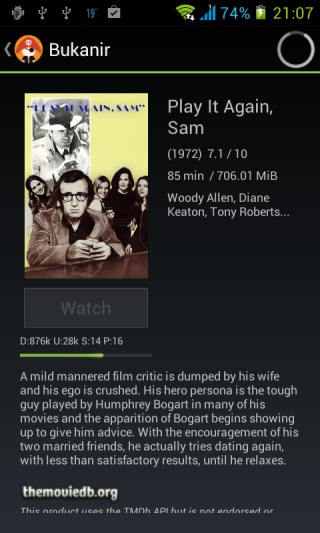 19° 74% 21:07
Bukanir
"PLAY IT AGAIN, SAM"
Play It Again,
Sam
(1972) 7.1 / 10
85 min / 706.01 MiB
Woody Allen, Diane
Keaton, Tony Roberts...
Watch
D:876k U:28k S:14 P:16
A mild mannered film critic is dumped by his wife
and his ego is crushed. His hero persona is the tough
guy played by Humphrey Bogart in many of his
movies and the apparition of Bogart begins showing
up to give him advice. With the encouragement of his
two married friends, he actually tries dating again,
with less than satisfactory results, until he relaxes.
themoviedb.org
This product uses the TMDb API but is not endorsed or